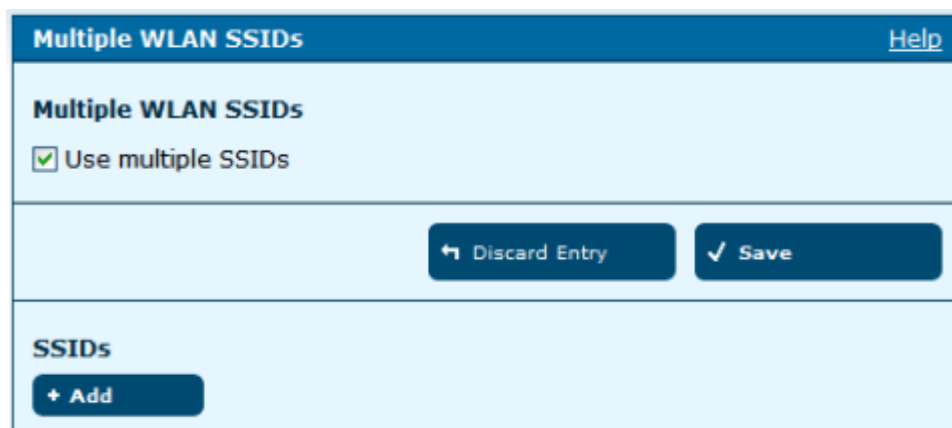 Multiple WLAN SSIDs Help
Multiple WLAN SSIDs
Use multiple SSIDs
Discard Entry Save
SSIDs
+ Add